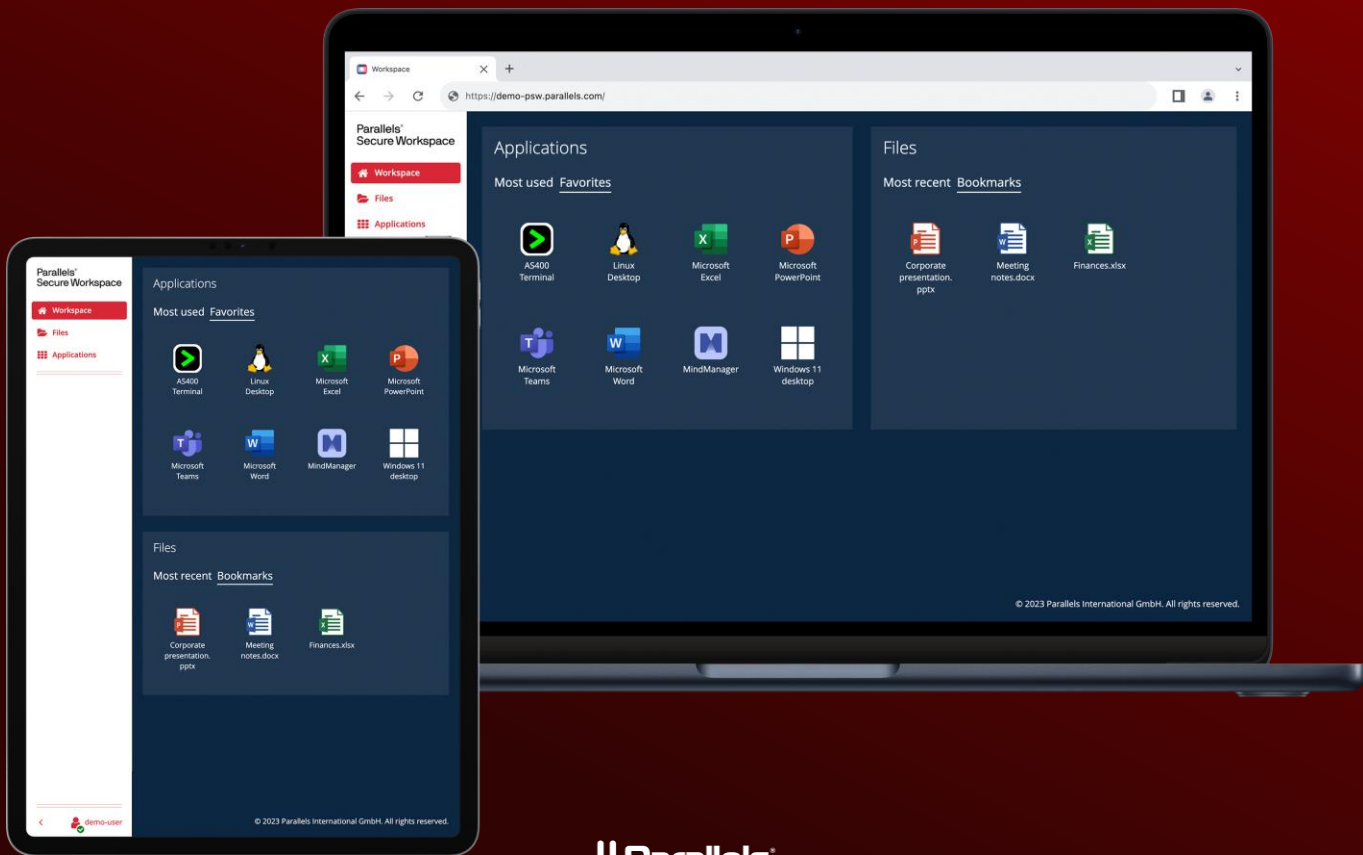 Workspace
https://demo-psw.parallels.com/
Parallels®
Secure Workspace
Workspace
Files
Applications
Applications
Most used Favorites
AS400
Terminal
Linux
Desktop
Microsoft
Excel
Microsoft
PowerPoint
Microsoft
Teams
Microsoft
Word
MindManager
Windows 11
desktop
Files
Most recent Bookmarks
Corporate
presentation.
pptx
Meeting
notes.docx
Finances.xlsx
© 2023 Parallels International GmbH. All rights reserved.
Parallels®
Secure Workspace
Workspace
Files
Applications
Applications
Most used Favorites
AS400
Terminal
Linux
Desktop
Microsoft
Excel
Microsoft
PowerPoint
Microsoft
Teams
Microsoft
Word
MindManager
Windows 11
desktop
Files
Most recent Bookmarks
Corporate
presentation.
pptx
Meeting
notes.docx
Finances.xlsx
demo-user
© 2023 Parallels International GmbH. All rights reserved.
Parallels®